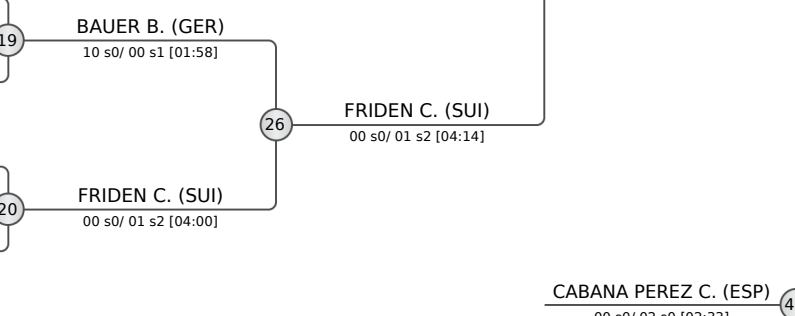 BAUER B. (GER)
19
10 s0/ 00 s1 [01:58]
FRIDEN C. (SUI)
26
00 s0/ 01 s2 [04:14]
FRIDEN C. (SUI)
20
00 s0/ 01 s2 [04:00]
CABANA PEREZ C. (ESP)
4